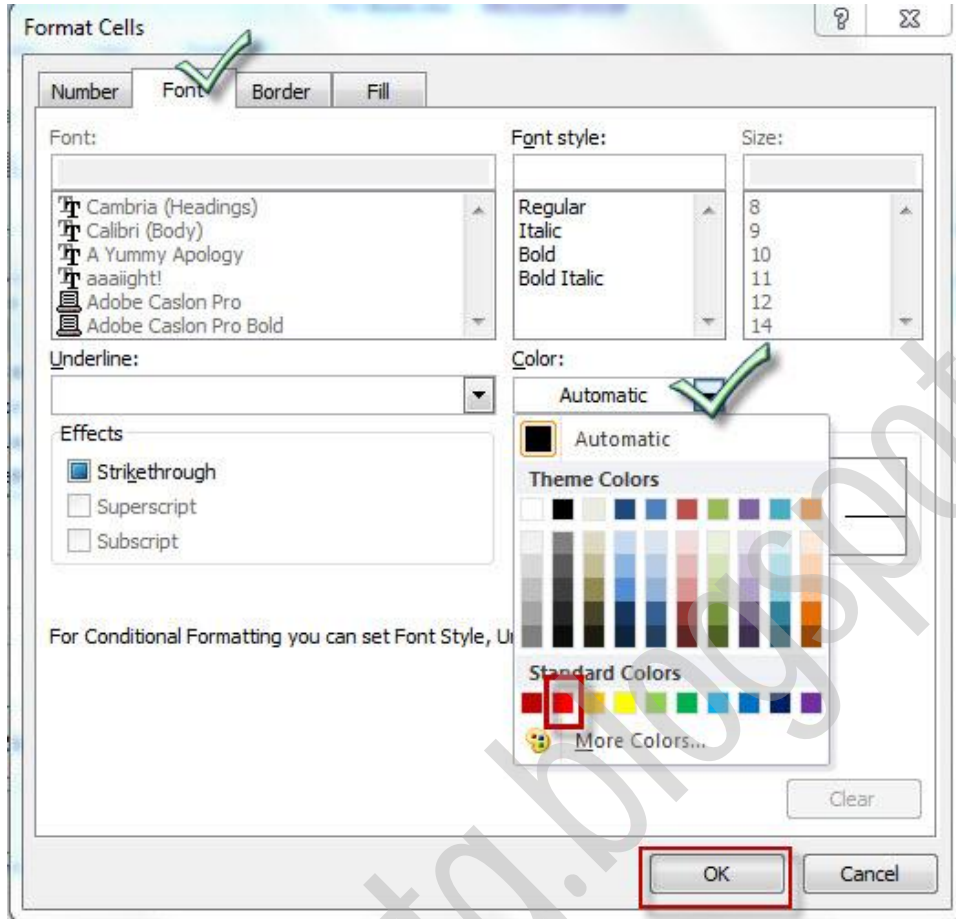 Format Cells
Number Font Border Fill
Font: Font style: Size:
Cambria (Headings) Regular 8
Calibri (Body) Italic 9
A Yummy Apology Bold 10
aaaiight! Bold Italic 11
Adobe Caslon Pro 12
Adobe Caslon Pro Bold 14
Underline: Color:
Automatic
Effects Automatic
Strikethrough Theme Colors
Superscript
Subscript
For Conditional Formatting you can set Font Style,
Standard Colors
More Colors...
Clear
OK Cancel